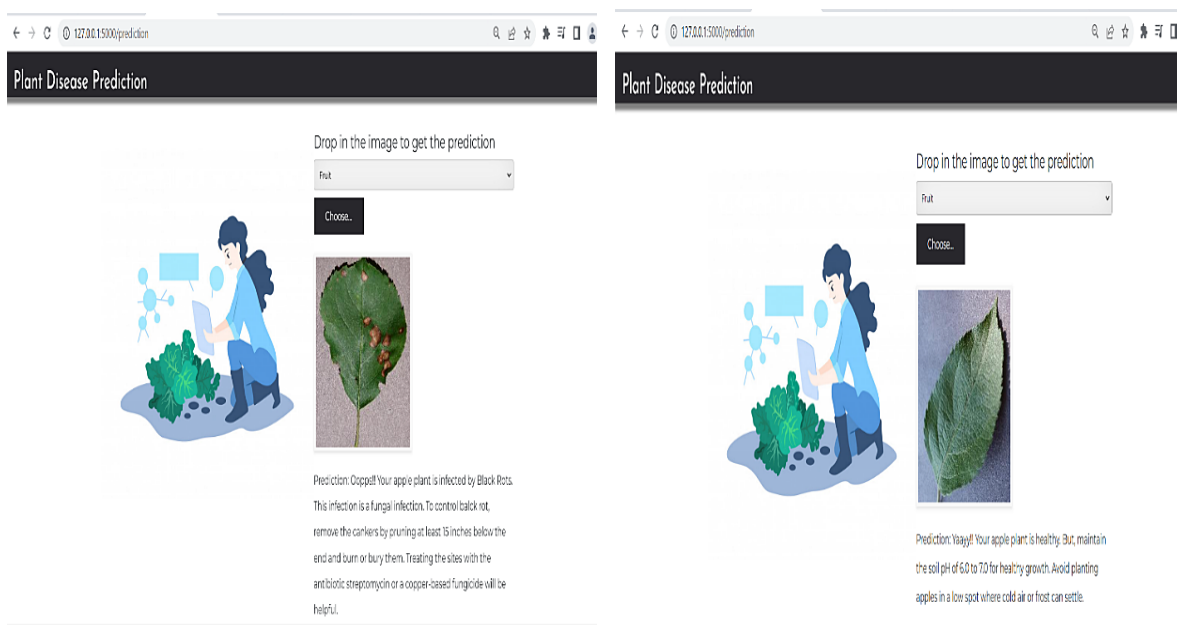 127.0.0.1:5000/prediction
Plant Disease Prediction
Drop in the image to get the prediction
Fruit
Choose...
Prediction: Oopps!! Your apple plant is infected by Black Rots.
This infection is a fungal infection. To control balck rot,
remove the cankers by pruning at least 15 inches below the
end and burn or bury them. Treating the sites with the
antibiotic streptomycin or a copper-based fungicide will be
helpful.
127.0.0.1:5000/prediction
Plant Disease Prediction
Drop in the image to get the prediction
Fruit
Choose...
Prediction: Yaayy!! Your apple plant is healthy. But, maintain
the soil pH of 6.0 to 7.0 for healthy growth. Avoid planting
apples in a low spot where cold air or frost can settle.